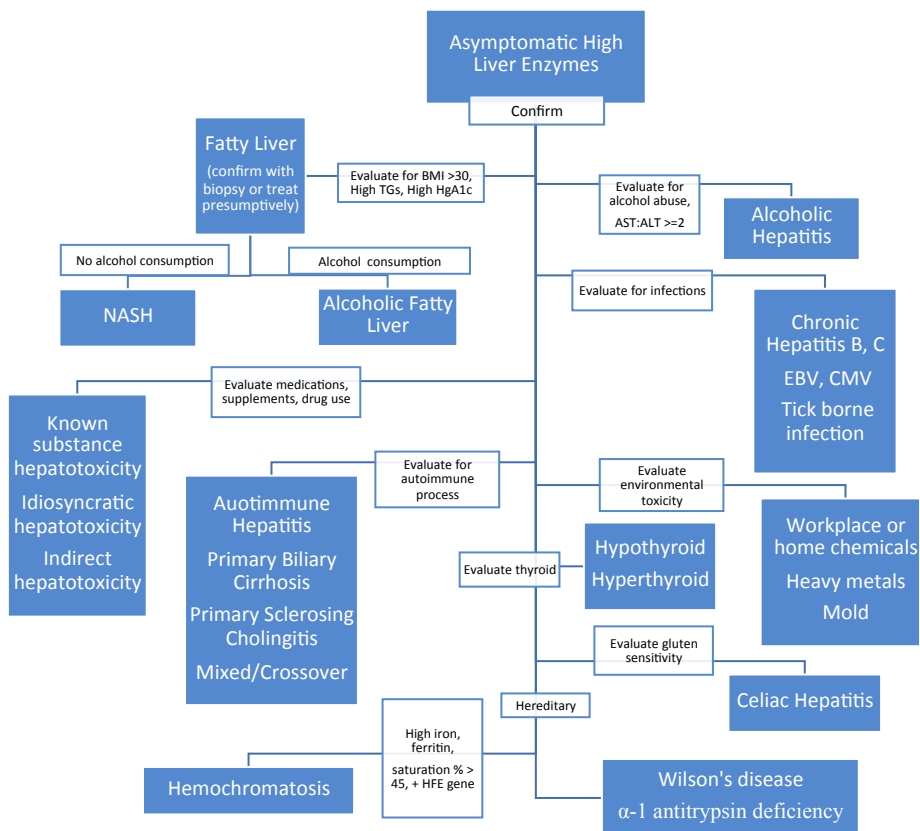 Asymptomatic High
Liver Enzymes
Confirm
Fatty Liver
(confirm with
biopsy or treat
presumptively)
Evaluate for BMI >30,
High TGs, High HgA1c
Evaluate for
alcohol abuse,
AST:ALT >=2
Alcoholic
Hepatitis
No alcohol consumption
Alcohol consumption
NASH
Alcoholic Fatty
Liver
Evaluate for infections
Chronic
Hepatitis B, C
EBV, CMV
Tick borne
infection
Evaluate medications,
supplements, drug use
Known
substance
hepatotoxicity
Idiosyncratic
hepatotoxicity
Indirect
hepatotoxicity
Evaluate for
autoimmune
process
Auotimmune
Hepatitis
Primary Biliary
Cirrhosis
Primary Sclerosing
Cholingitis
Mixed/Crossover
Evaluate
environmental
toxicity
Workplace or
home chemicals
Heavy metals
Mold
Evaluate thyroid
Hypothyroid
Hyperthyroid
Evaluate gluten
sensitivity
Celiac Hepatitis
Hereditary
High iron,
ferritin,
saturation % >
45, + HFE gene
Hemochromatosis
Wilson's disease
α-1 antitrypsin deficiency